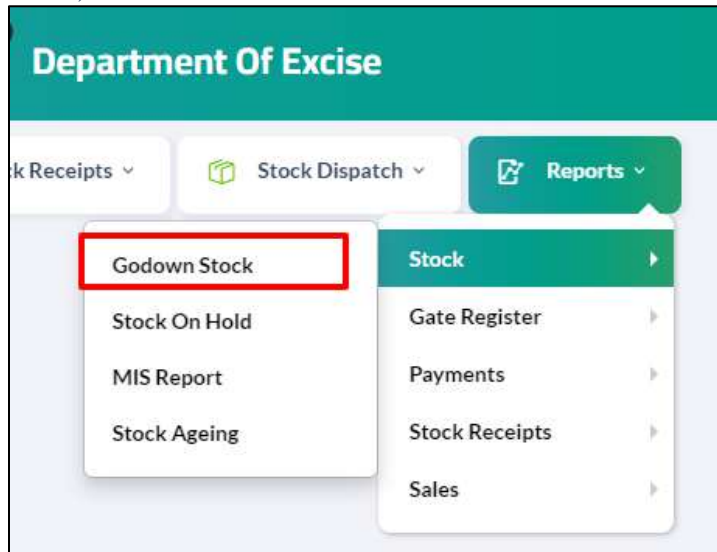 Department Of Excise
k Receipts
Stock Dispatch
Reports
Godown Stock
Stock On Hold
MIS Report
Stock Ageing
Stock
Gate Register
Payments
Stock Receipts
Sales